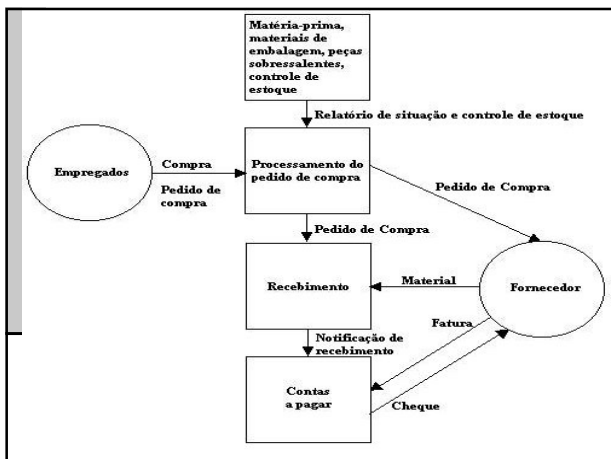 Matéria-prima,
materiais de
embalagem, peças
sobressalentes,
controle de
estoque
Relatório de situação e controle de estoque
Empregados
Compra
Pedido de
compra
Processamento do
pedido de compra
Pedido de Compra
Pedido de Compra
Recebimento
Material
Fornecedor
Fatura
Notificação de
recebimento
Contas
a pagar
Cheque